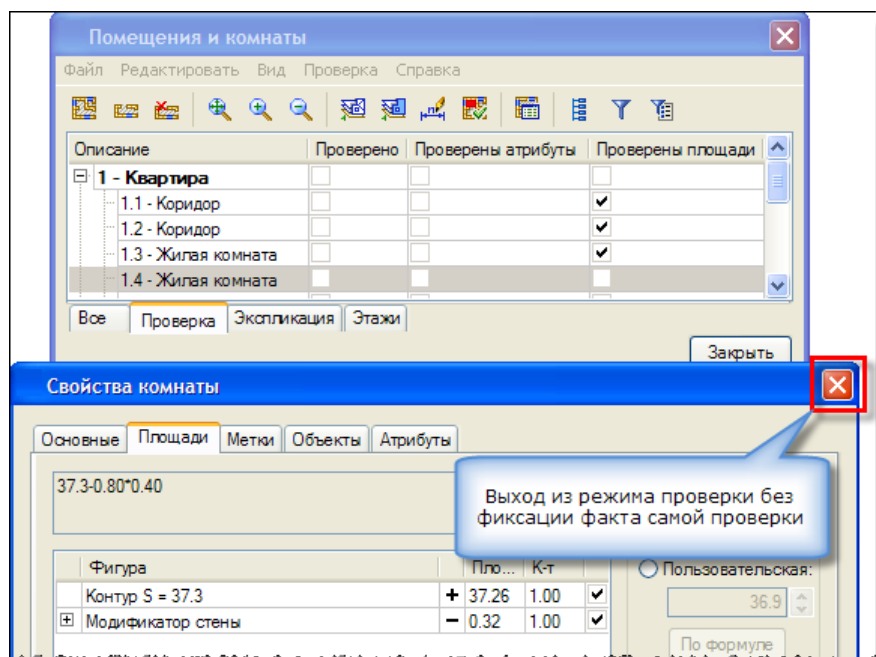 Помещения и комнаты
Файл Редактировать Вид Проверка Справка
Описание Проверено Проверены атрибуты Проверены площади
1 - Квартира
1.1 - Коридор
1.2 - Коридор
1.3 - Жилая комната
1.4 - Жилая комната
Все Проверка Экспликация Этажи
Закрыть
Свойства комнаты
Основные Площади Метки Объекты Атрибуты
37.3-0.80*0.40
Выход из режима проверки без
фиксации факта самой проверки
Фигура Пло... К-т
Пользовательская:
Контур S = 37.3 + 37.26 1.00
36.9
Модификатор стены − 0.32 1.00
По формуле